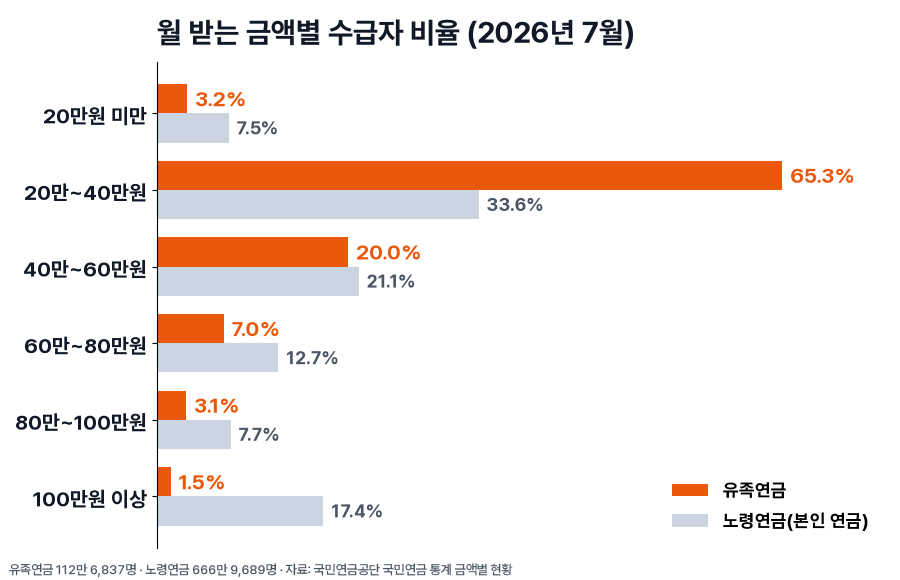 월 받는 금액별 수급자 비율 (2026년 7월)
20만원 미만
3.2%
7.5%
20만~40만원
65.3%
33.6%
40만~60만원
20.0%
21.1%
60만~80만원
7.0%
12.7%
80만~100만원
3.1%
7.7%
100만원 이상
1.5%
17.4%
유족연금
노령연금(본인 연금)
유족연금 112만 6,837명 · 노령연금 666만 9,689명 · 자료: 국민연금공단 국민연금 통계 금액별 현황